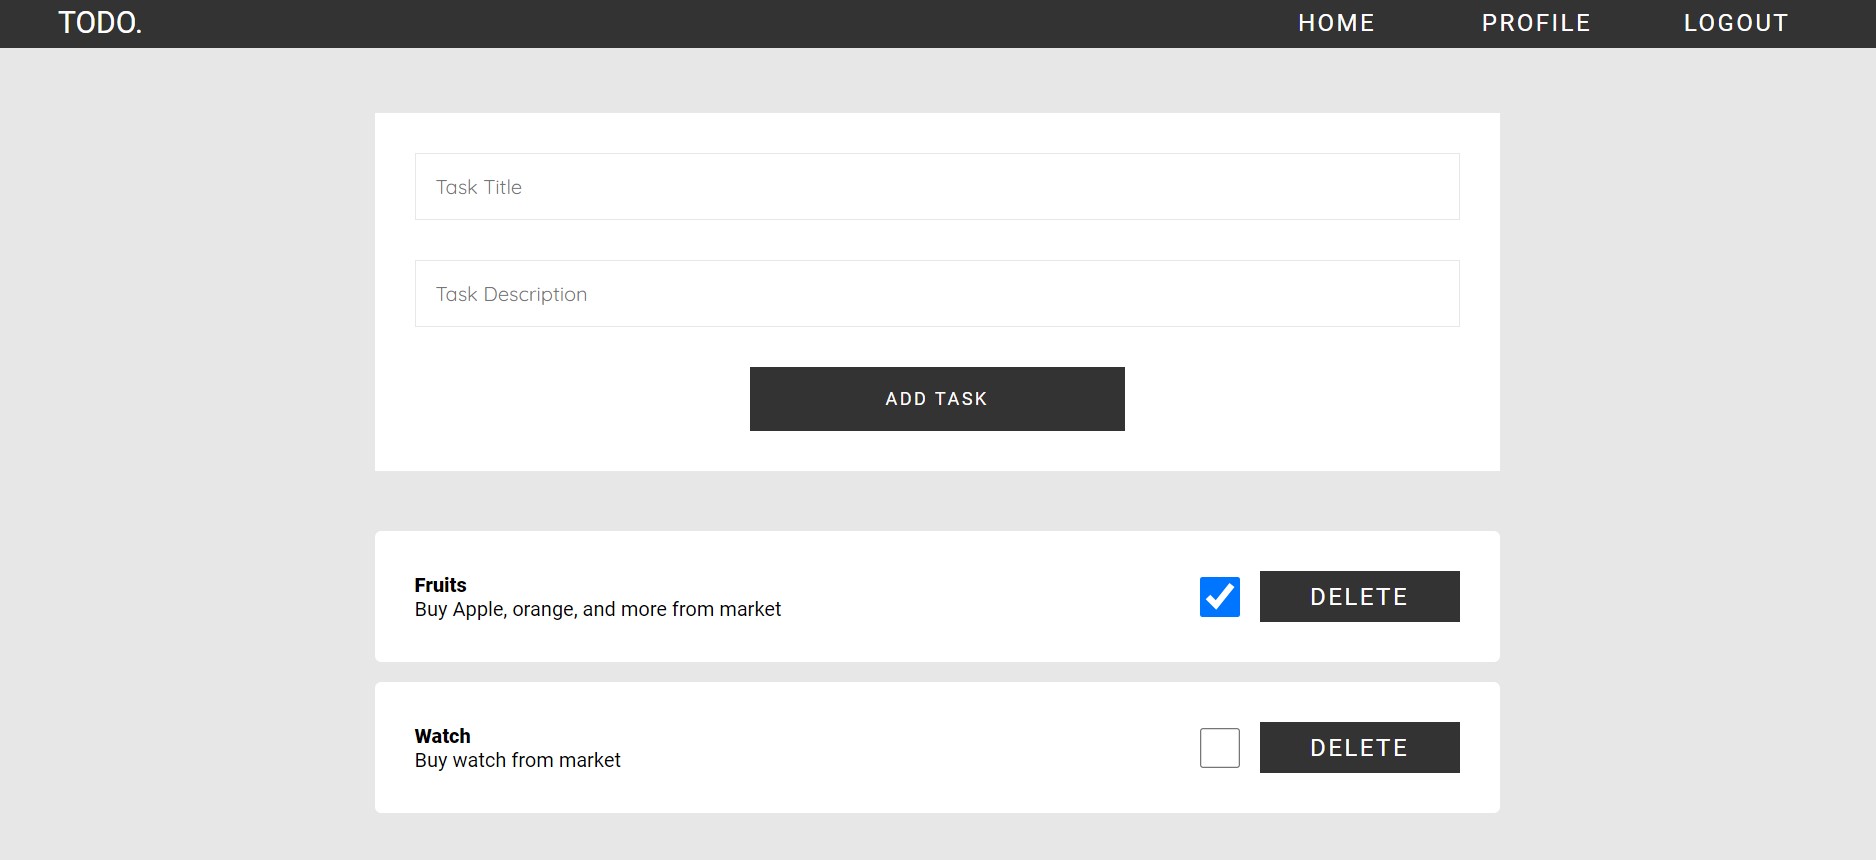 TODO.
HOME PROFILE LOGOUT
Task Title
Task Description
ADD TASK
Fruits
Buy Apple, orange, and more from market
DELETE
Watch
Buy watch from market
DELETE